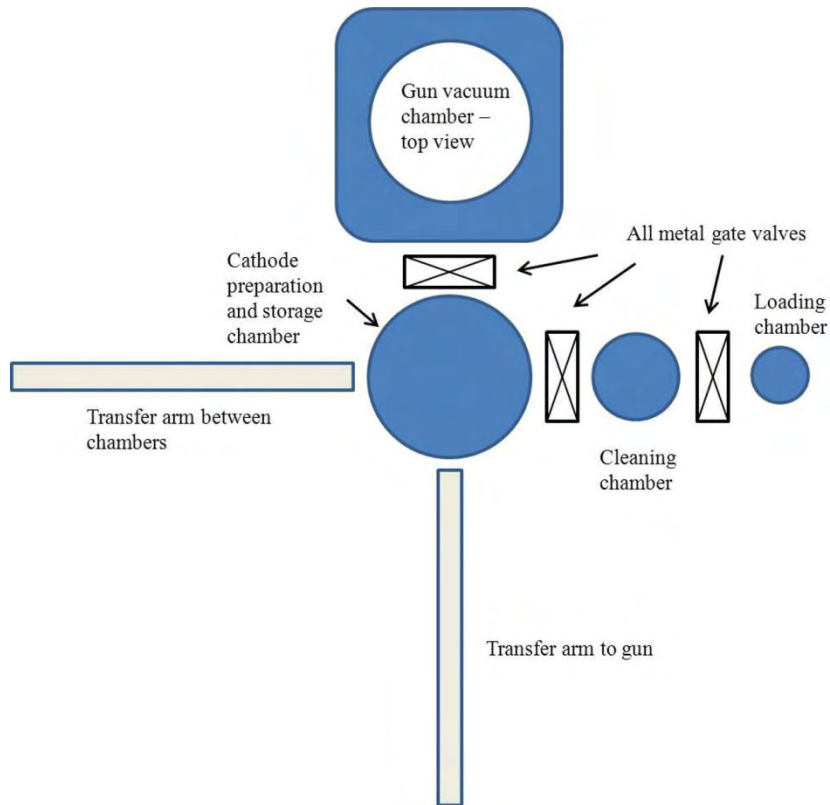 Gun vacuum
chamber –
top view
All metal gate valves
Cathode
preparation
and storage
chamber
Loading
chamber
Transfer arm between
chambers
Cleaning
chamber
Transfer arm to gun